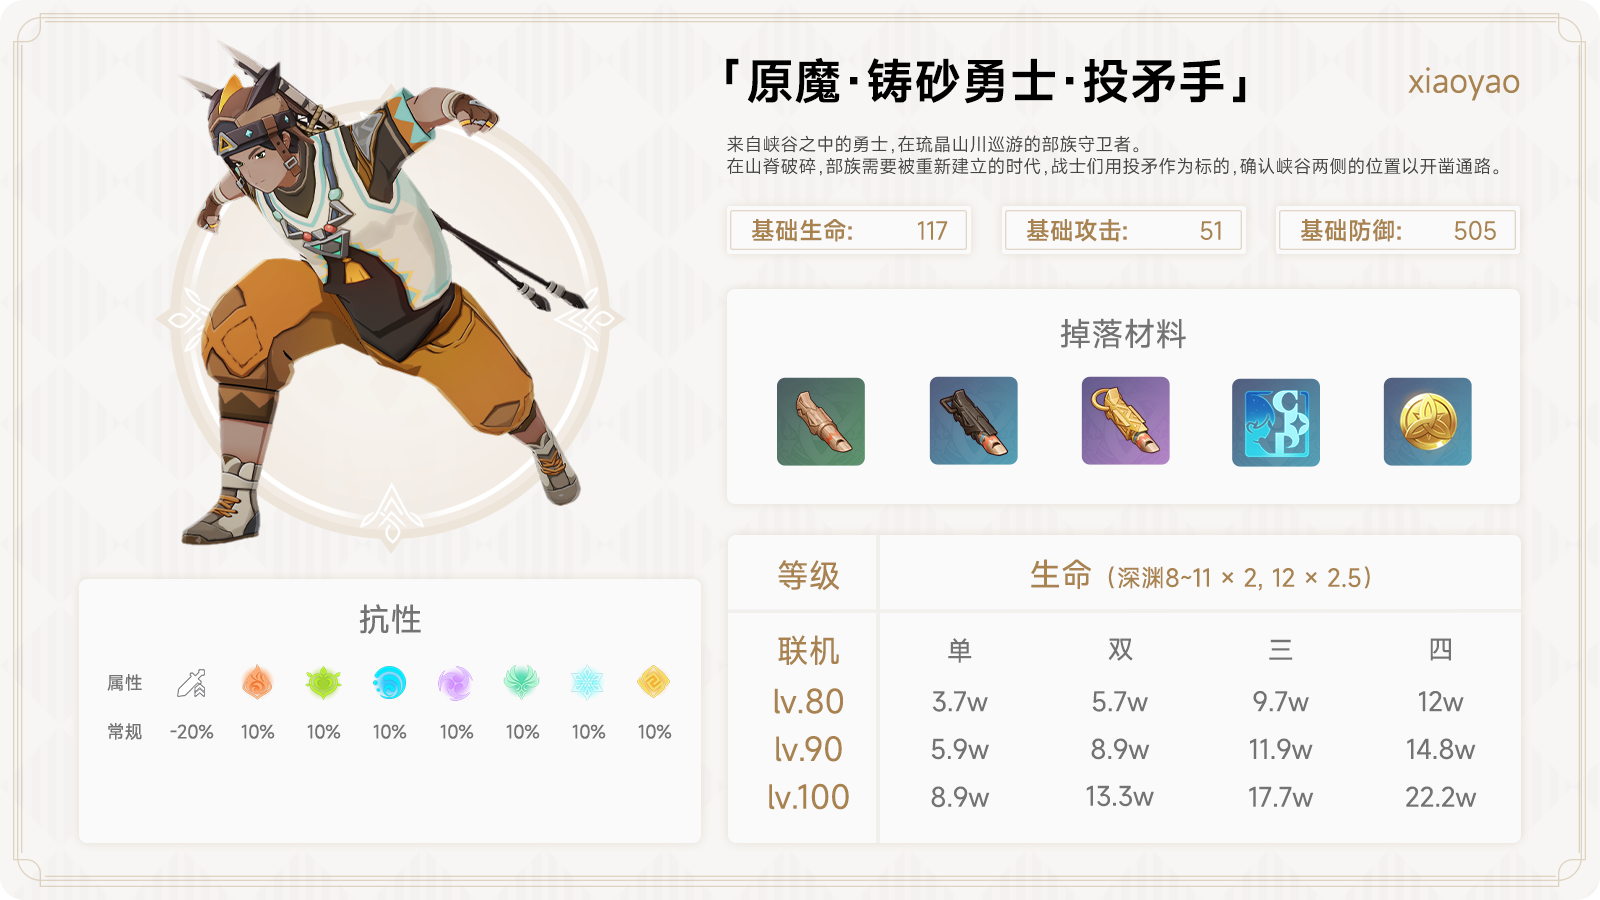 「原魔·铸砂勇士·投矛手」
xiaoyao
来自峡谷之中的勇士,在琉晶山川巡游的部族守卫者。
在山脊破碎,部族需要被重新建立的时代,战士们用投矛作为标的,确认峡谷两侧的位置以开凿通路。
基础生命: 117
基础攻击: 51
基础防御: 505
掉落材料
抗性
属性
常规 -20% 10% 10% 10% 10% 10% 10% 10%
等级 生命 (深渊8~11 × 2, 12 × 2.5)
联机 单 双 三 四
lv.80 3.7w 5.7w 9.7w 12w
lv.90 5.9w 8.9w 11.9w 14.8w
lv.100 8.9w 13.3w 17.7w 22.2w